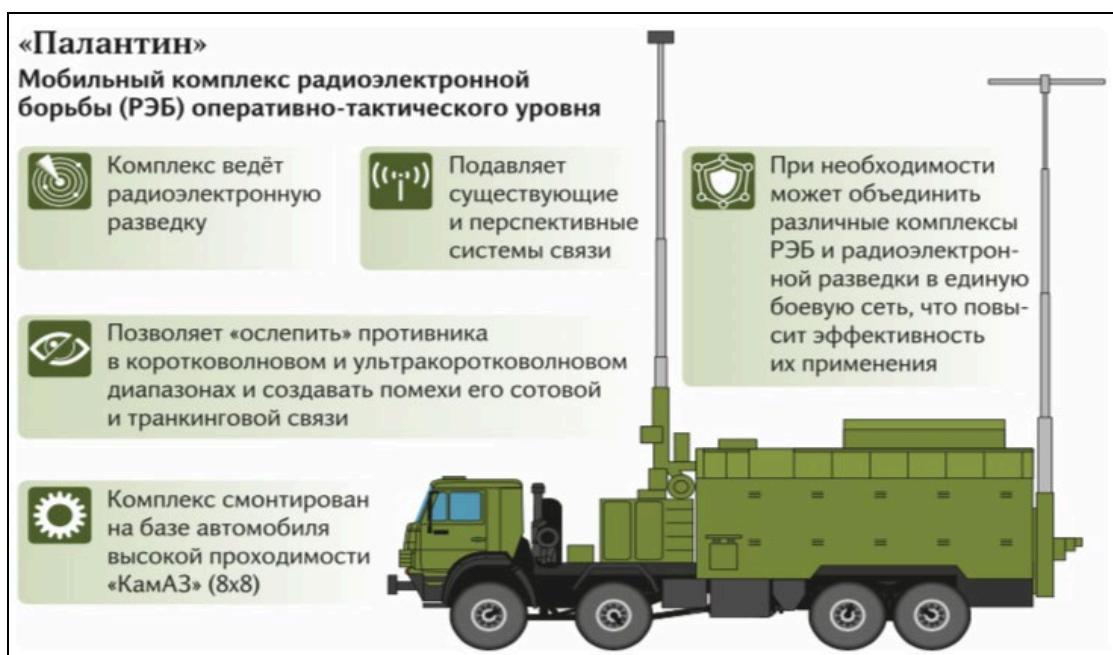 «Палантин»
Мобильный комплекс радиоэлектронной
борьбы (РЭБ) оперативно-тактического уровня
Комплекс ведёт
радиоэлектронную
разведку
Подавляет
существующие
и перспективные
системы связи
При необходимости
может объединить
различные комплексы
РЭБ и радиоэлектрон-
ной разведки в единую
боевую сеть, что повы-
сит эффективность
их применения
Позволяет «ослепить» противника
в коротковолновом и ультракоротковолновом
диапазонах и создавать помехи его сотовой
и транкинговой связи
Комплекс смонтирован
на базе автомобиля
высокой проходимости
«КамАЗ» (8х8)